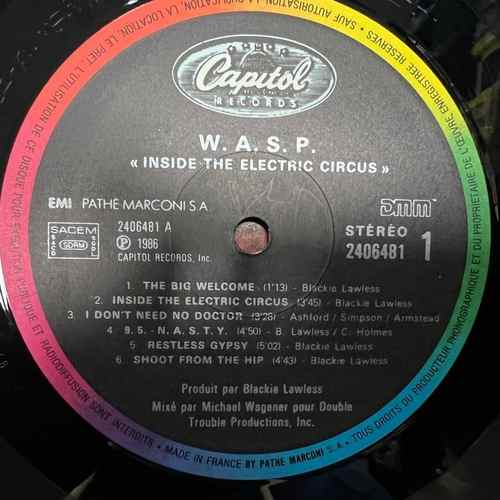 Capitol
RECORDS
W. A. S. P.
« INSIDE THE ELECTRIC CIRCUS »
EMI PATHE MARCONI S A
SACEM
SDRM
2406481 A
Ⓟ 1986
CAPITOL RECORDS, Inc.
DMM
STÉRÉO
2406481 1
1. THE BIG WELCOME (1'13) - Blackie Lawless
2. INSIDE THE ELECTRIC CIRCUS (3'45) - Blackie Lawless
3. I DON'T NEED NO DOCTOR (3'23) - Ashford / Simpson / Armstead
4. 9.5. - N.A.S.T.Y. (4'50) - B. Lawless / C. Holmes
5. RESTLESS GYPSY (5'02) - Blackie Lawless
6. SHOOT FROM THE HIP (4'43) - Blackie Lawless
Produit par Blackie Lawless
Mixé par Michael Wagener pour Double
Trouble Productions, Inc.
TOUS DROITS DU PRODUCTEUR PHONOGRAPHIQUE ET DU PROPRIETAIRE DE L'ŒUVRE ENREGISTREE RESERVES • SAUF AUTORISATION LA DUPLICATION, LA LOCATION, LE PRET, L'UTILISATION DE CE DISQUE POUR EXECUTION PUBLIQUE ET RADIODIFFUSION SONT INTERDITS • MADE IN FRANCE BY PATHE MARCONI S A •